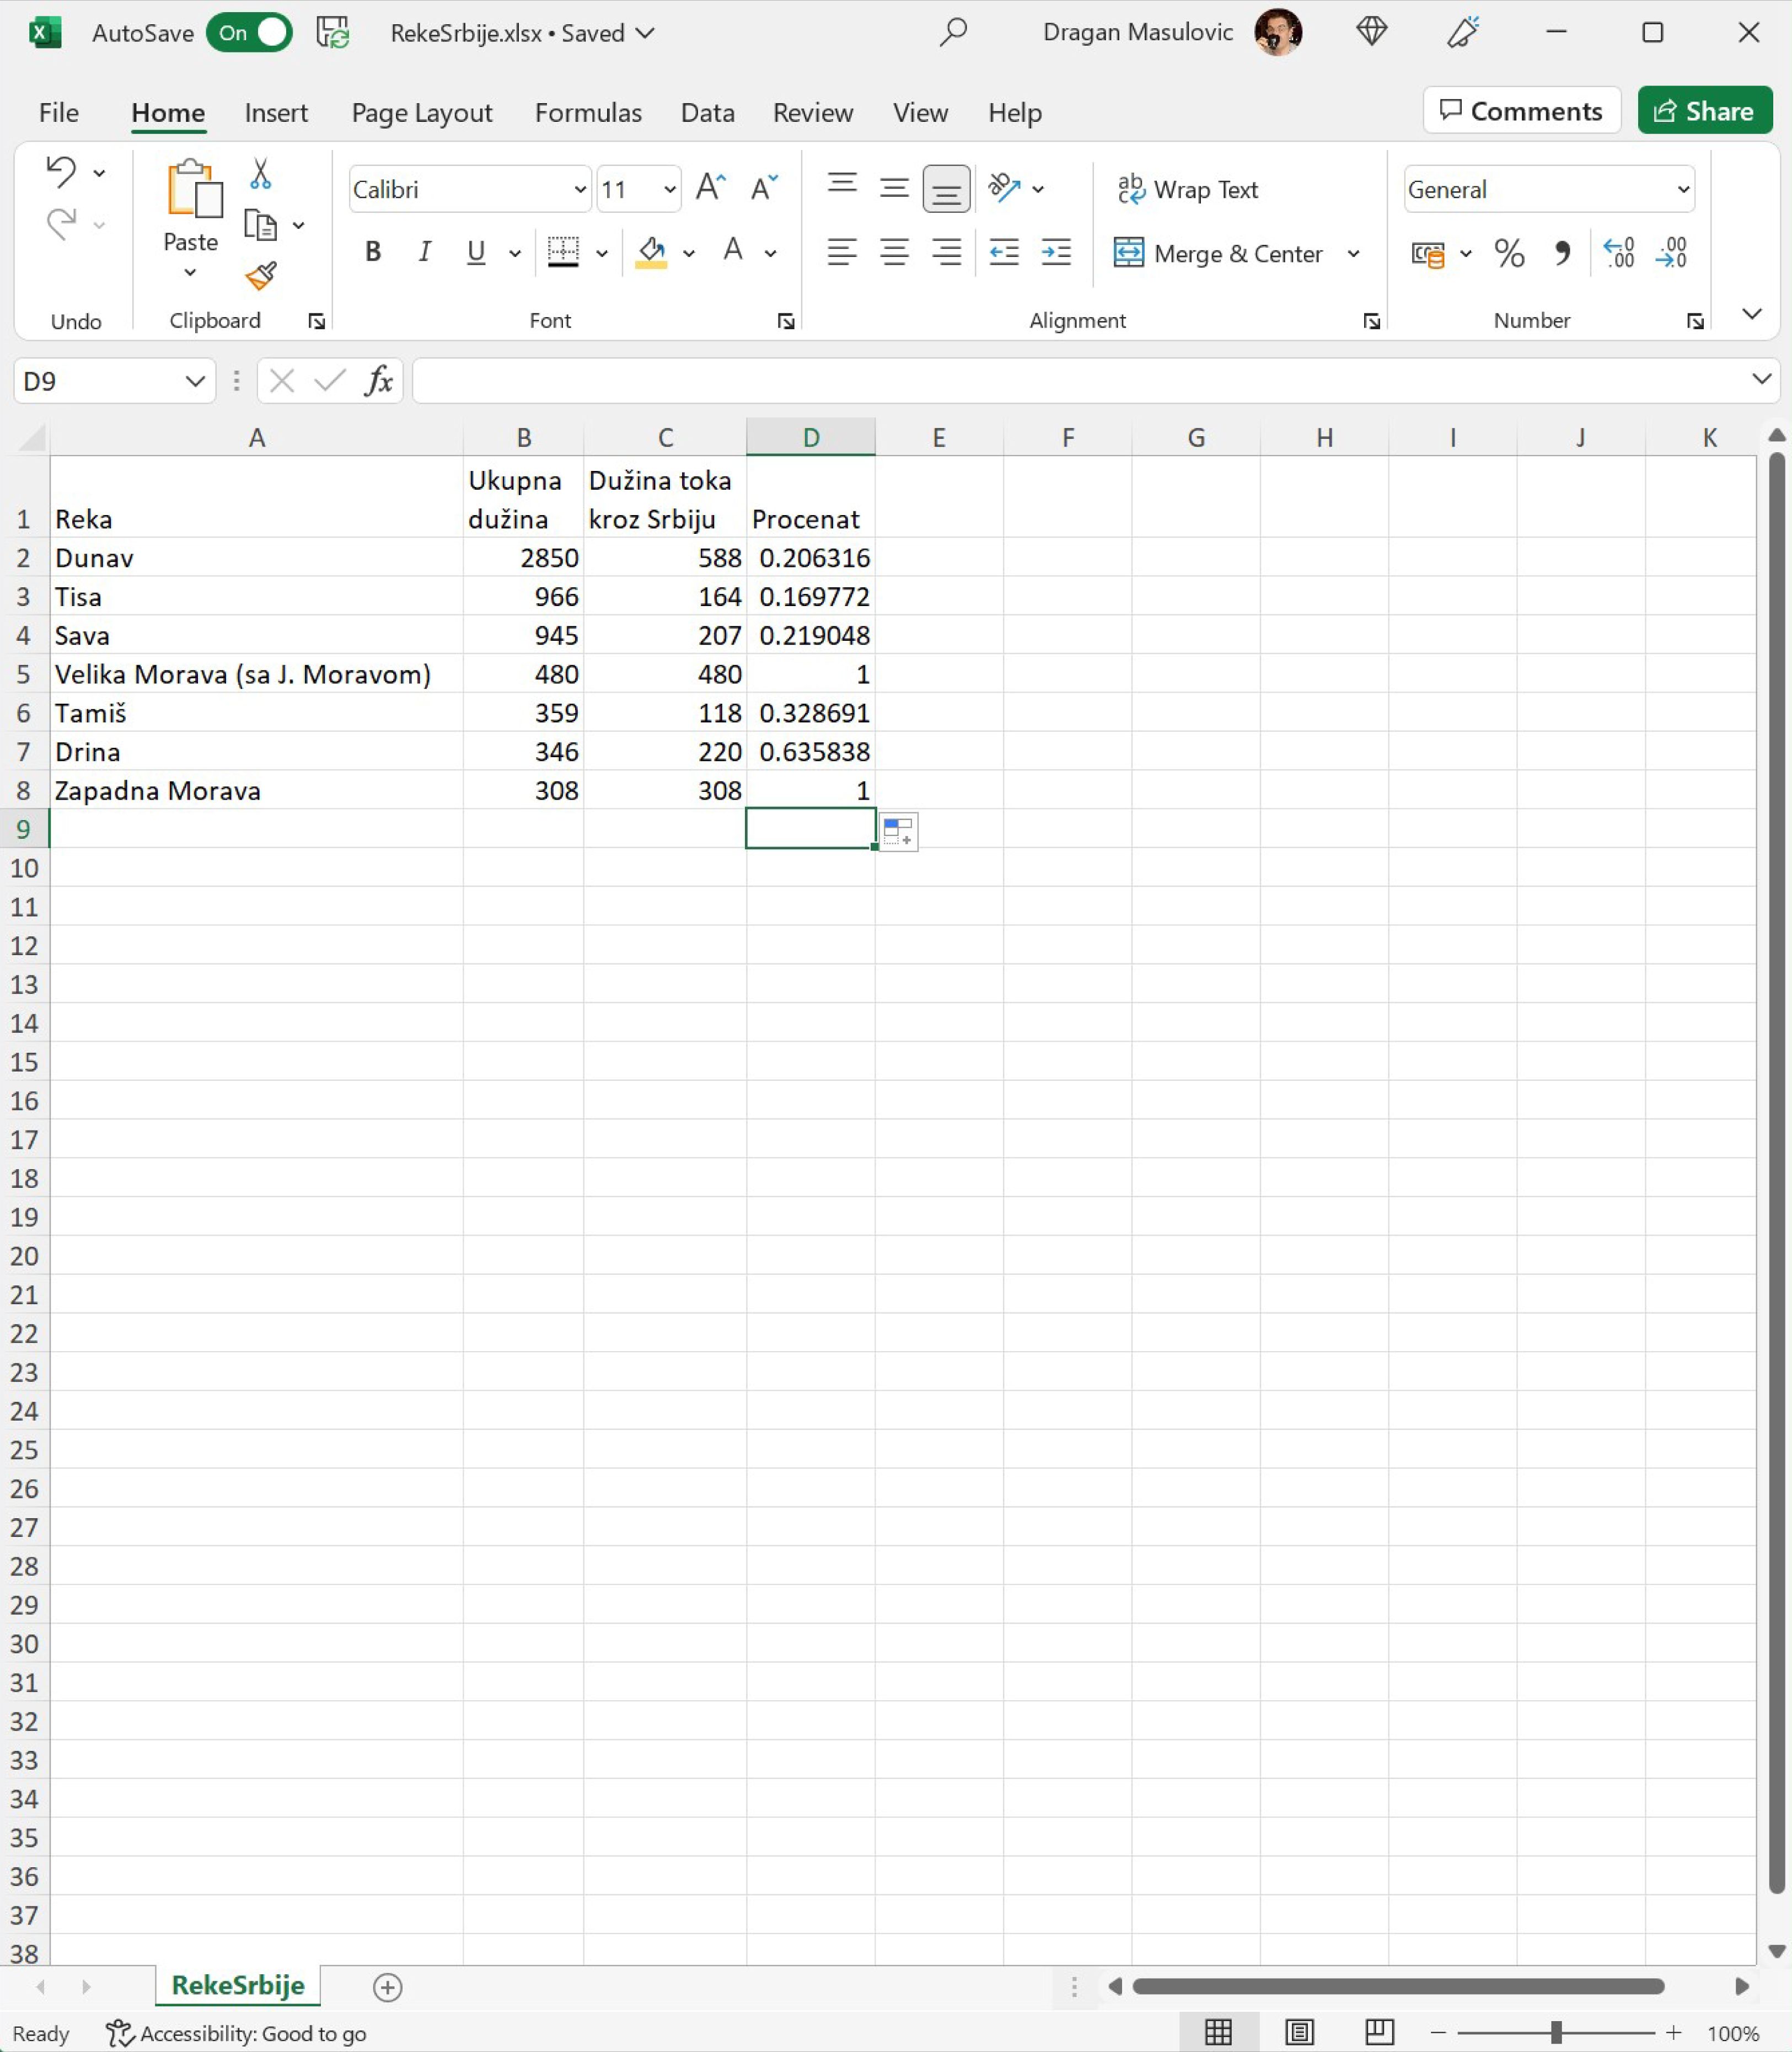 AutoSave On RekeSrbije.xlsx • Saved Dragan Masulovic
File Home Insert Page Layout Formulas Data Review View Help Comments Share
Calibri 11 Wrap Text General
Paste B I U A Merge & Center
Undo Clipboard Font Alignment Number
D9 fx
A B C D E F G H I J K
1 Reka Ukupna dužina Dužina toka kroz Srbiju Procenat
2 Dunav 2850 588 0.206316
3 Tisa 966 164 0.169772
4 Sava 945 207 0.219048
5 Velika Morava (sa J. Moravom) 480 480 1
6 Tamiš 359 118 0.328691
7 Drina 346 220 0.635838
8 Zapadna Morava 308 308 1
9
10
11
12
13
14
15
16
17
18
19
20
21
22
23
24
25
26
27
28
29
30
31
32
33
34
35
36
37
38
RekeSrbije
Ready Accessibility: Good to go 100%